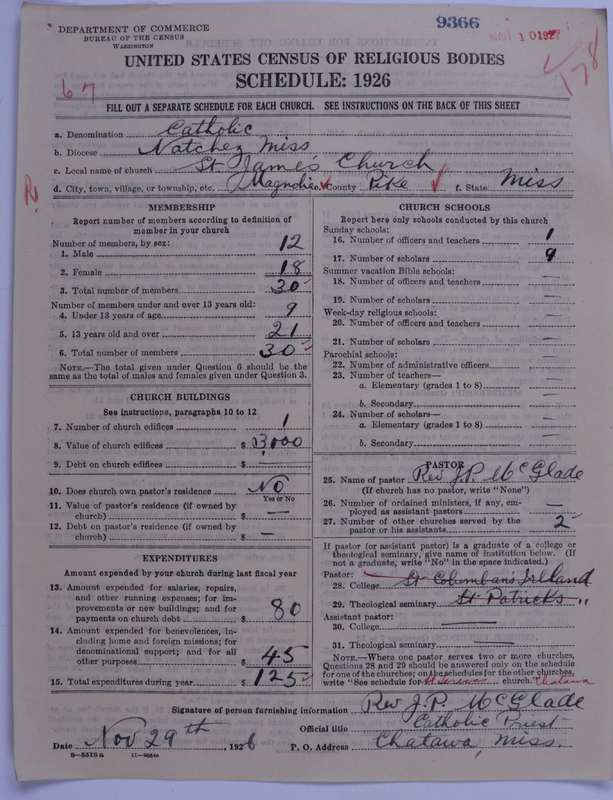 DEPARTMENT OF COMMERCE
BUREAU OF THE CENSUS
WASHINGTON
9366
MAR 10 1927
178
67
UNITED STATES CENSUS OF RELIGIOUS BODIES
SCHEDULE: 1926
FILL OUT A SEPARATE SCHEDULE FOR EACH CHURCH. SEE INSTRUCTIONS ON THE BACK OF THIS SHEET
a. Denomination Catholic
b. Diocese Natchez Miss
c. Local name of church St James Church
d. City, town, village, or township, etc. Magnolia e. County Pike f. State Miss
MEMBERSHIP
Report number of members according to definition of
member in your church
Number of members, by sex:
1. Male 12
2. Female 18
3. Total number of members 30
Number of members under and over 13 years old:
4. Under 13 years of age 9
5. 13 years old and over 21
6. Total number of members 30
NOTE.—The total given under Question 6 should be the
same as the total of males and females given under Question 3.
CHURCH BUILDINGS
See instructions, paragraphs 10 to 12
7. Number of church edifices 1
8. Value of church edifices $ 3,000
9. Debt on church edifices $ —
10. Does church own pastor's residence No
Yes or No
11. Value of pastor's residence (if owned by
church) $ —
12. Debt on pastor's residence (if owned by
church) $ —
EXPENDITURES
Amount expended by your church during last fiscal year
13. Amount expended for salaries, repairs,
and other running expenses; for im-
provements or new buildings; and for
payments on church debt $ 80
14. Amount expended for benevolences, in-
cluding home and foreign missions; for
denominational support; and for all
other purposes $ 45
15. Total expenditures during year $ 125
CHURCH SCHOOLS
Report here only schools conducted by this church
Sunday schools:
16. Number of officers and teachers 1
17. Number of scholars 9
Summer vacation Bible schools:
18. Number of officers and teachers —
19. Number of scholars —
Week-day religious schools:
20. Number of officers and teachers —
21. Number of scholars —
Parochial schools:
22. Number of administrative officers —
23. Number of teachers—
a. Elementary (grades 1 to 8) —
b. Secondary —
24. Number of scholars—
a. Elementary (grades 1 to 8) —
b. Secondary —
PASTOR
25. Name of pastor Rev J.P. McGlade
(If church has no pastor, write "None")
26. Number of ordained ministers, if any, em-
ployed as assistant pastors —
27. Number of other churches served by the
pastor or his assistants 2
If pastor (or assistant pastor) is a graduate of a college or
theological seminary, give name of institution below. (If
not a graduate, write "No" in the space indicated.)
Pastor:
28. College St Columban's Ireland
29. Theological seminary St Patricks "
Assistant pastor:
30. College —
31. Theological seminary —
NOTE.—Where one pastor serves two or more churches,
Questions 28 and 29 should be answered only on the schedule
for one of the churches; on the schedules for the other churches,
write "See schedule for church." Chatawa
Signature of person furnishing information Rev J.P. McGlade
Official title Catholic Priest
Date Nov 29th, 1926 P. O. Address Chatawa, Miss.
8—5518 a